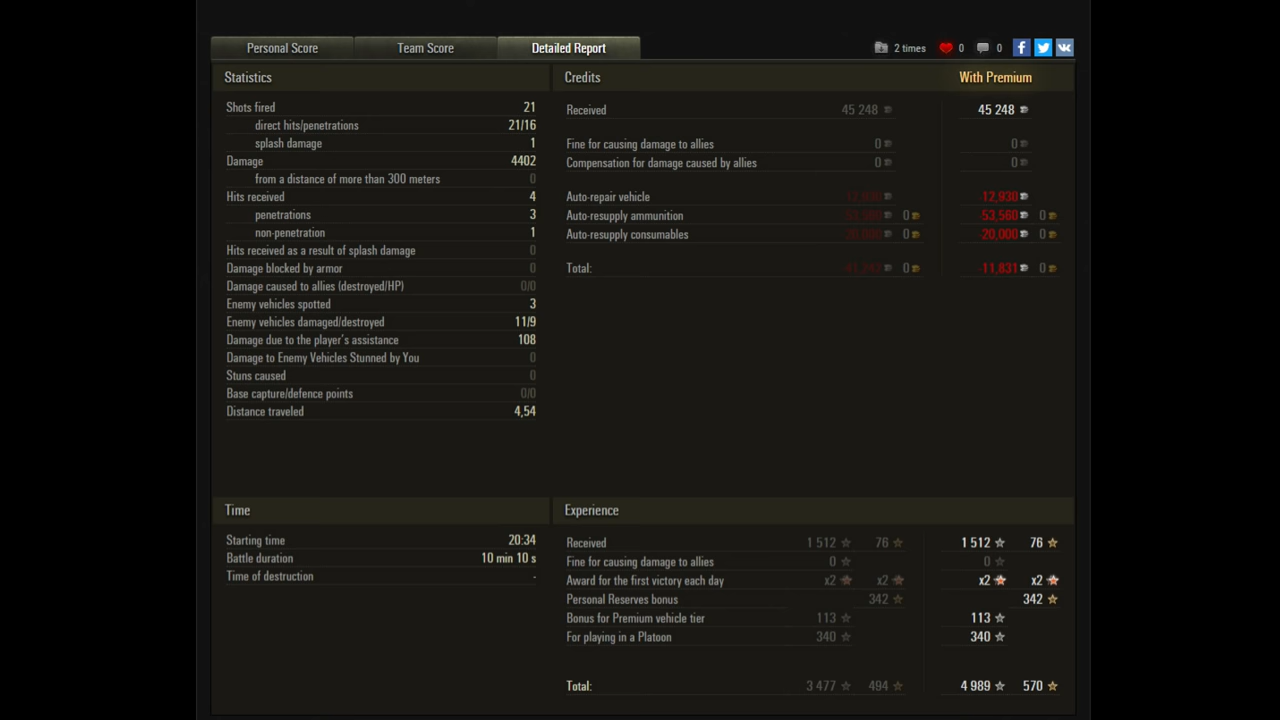 Personal Score Team Score Detailed Report 2 times 0 0
Statistics
Shots fired 21
direct hits/penetrations 21/16
splash damage 1
Damage 4402
from a distance of more than 300 meters 0
Hits received 4
penetrations 3
non-penetration 1
Hits received as a result of splash damage 0
Damage blocked by armor 0
Damage caused to allies (destroyed/HP) 0/0
Enemy vehicles spotted 3
Enemy vehicles damaged/destroyed 11/9
Damage due to the player's assistance 108
Damage to Enemy Vehicles Stunned by You 0
Stuns caused 0
Base capture/defence points 0/0
Distance traveled 4,54
Credits With Premium
Received 45 248 45 248
Fine for causing damage to allies 0 0
Compensation for damage caused by allies 0 0
Auto-repair vehicle -12,930 -12,930
Auto-resupply ammunition 0 -53,560 0
Auto-resupply consumables -20,000 0 -20,000 0
Total: 0 -11,831 0
Time
Starting time 20:34
Battle duration 10 min 10 s
Time of destruction -
Experience
Received 1 512 76 1 512 76
Fine for causing damage to allies 0 0
Award for the first victory each day x2 x2 x2 x2
Personal Reserves bonus 342 342
Bonus for Premium vehicle tier 113 113
For playing in a Platoon 340 340
Total: 3 477 494 4 989 570